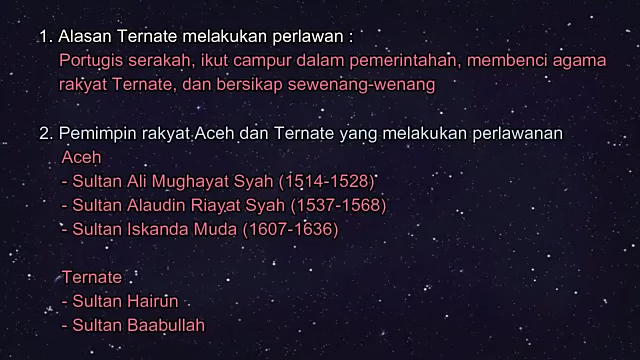 1. Alasan Ternate melakukan perlawan :
Portugis serakah, ikut campur dalam pemerintahan, membenci agama
rakyat Ternate, dan bersikap sewenang-wenang
2. Pemimpin rakyat Aceh dan Ternate yang melakukan perlawanan
Aceh
- Sultan Ali Mughayat Syah (1514-1528)
- Sultan Alaudin Riayat Syah (1537-1568)
- Sultan Iskanda Muda (1607-1636)
Ternate
- Sultan Hairun
- Sultan Baabullah